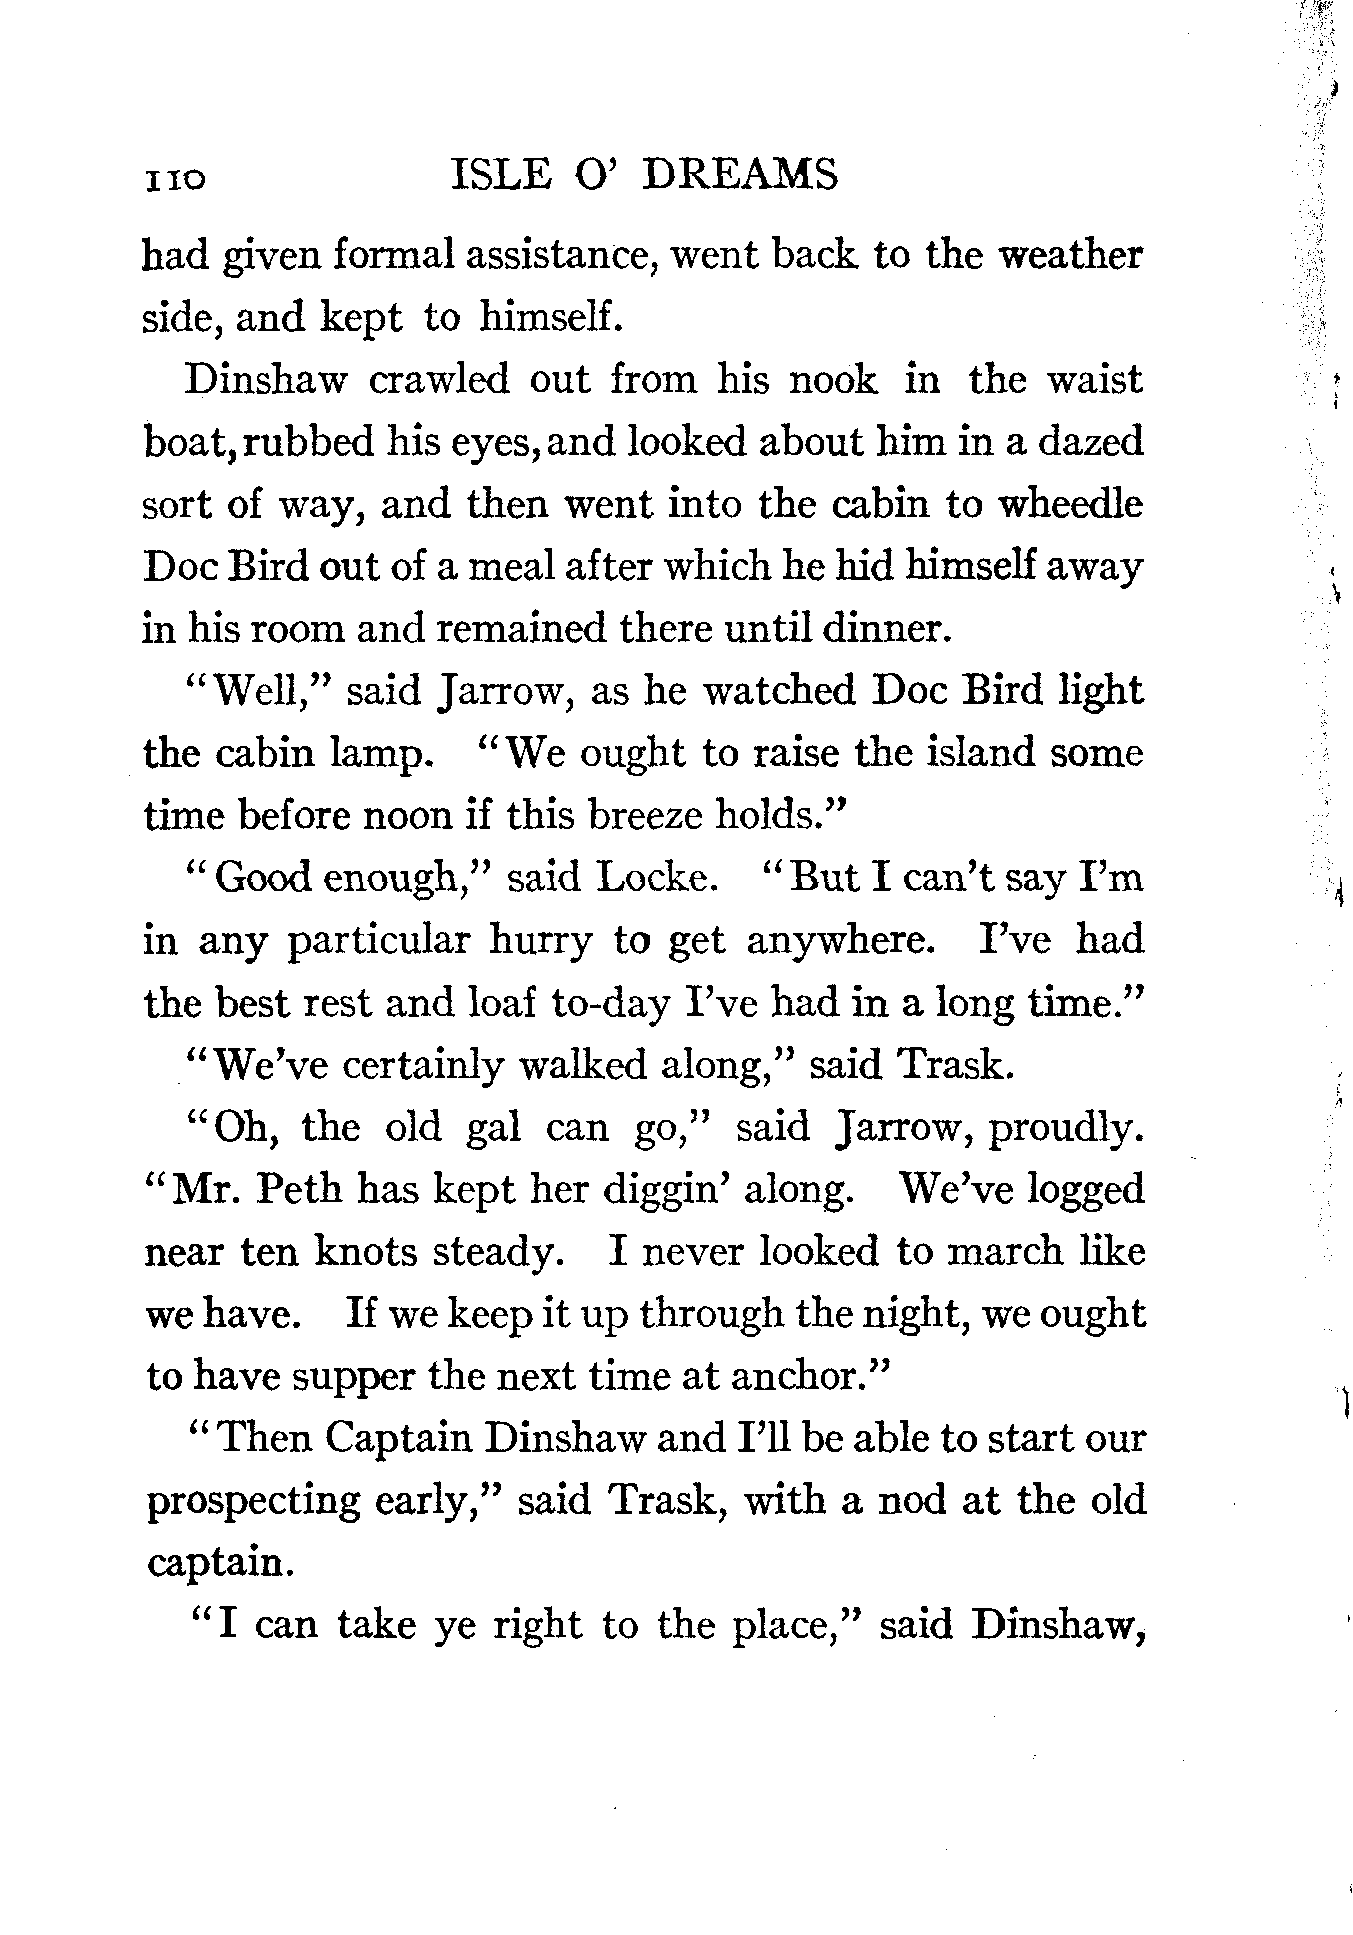 110 ISLE O' DREAMS
had given formal assistance, went back to the weather
side, and kept to himself.
Dinshaw crawled out from his nook in the waist
boat, rubbed his eyes, and looked about him in a dazed
sort of way, and then went into the cabin to wheedle
Doc Bird out of a meal after which he hid himself away
in his room and remained there until dinner.
“Well,” said Jarrow, as he watched Doc Bird light
the cabin lamp. “We ought to raise the island some
time before noon if this breeze holds.”
“Good enough,” said Locke. “But I can’t say I’m
in any particular hurry to get anywhere. I’ve had
the best rest and loaf to-day I’ve had in a long time.”
“We’ve certainly walked along,” said Trask.
“Oh, the old gal can go,” said Jarrow, proudly.
“Mr. Peth has kept her diggin’ along. We’ve logged
near ten knots steady. I never looked to march like
we have. If we keep it up through the night, we ought
to have supper the next time at anchor.”
“Then Captain Dinshaw and I’ll be able to start our
prospecting early,” said Trask, with a nod at the old
captain.
“I can take ye right to the place,” said Dinshaw,